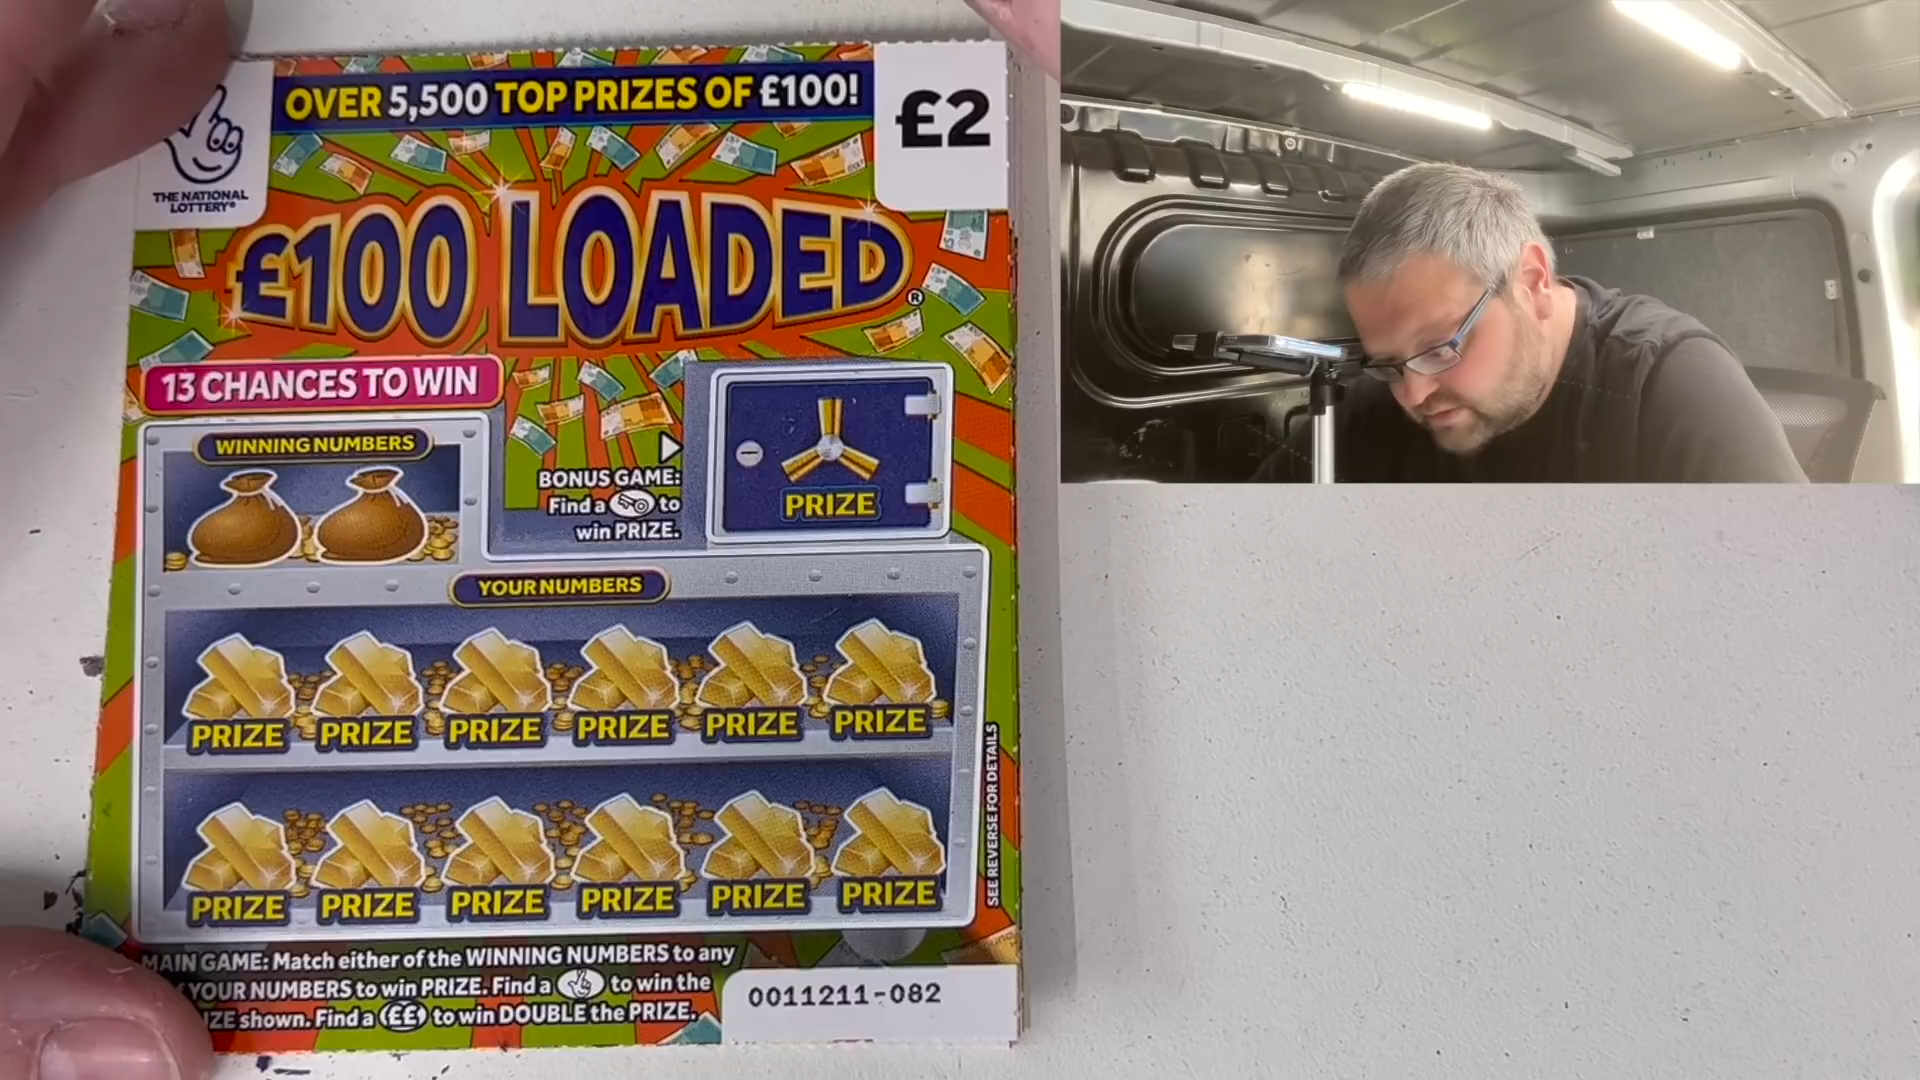 OVER 5,500 TOP PRIZES OF £100!
£2
THE NATIONAL
LOTTERY®
£100 LOADED®
13 CHANCES TO WIN
WINNING NUMBERS
BONUS GAME:
Find a to
win PRIZE.
PRIZE
YOUR NUMBERS
PRIZE PRIZE PRIZE PRIZE PRIZE PRIZE
PRIZE PRIZE PRIZE PRIZE PRIZE PRIZE
SEE REVERSE FOR DETAILS
MAIN GAME: Match either of the WINNING NUMBERS to any
YOUR NUMBERS to win PRIZE. Find a to win the
shown. Find a ££ to win DOUBLE the PRIZE.
0011211-082